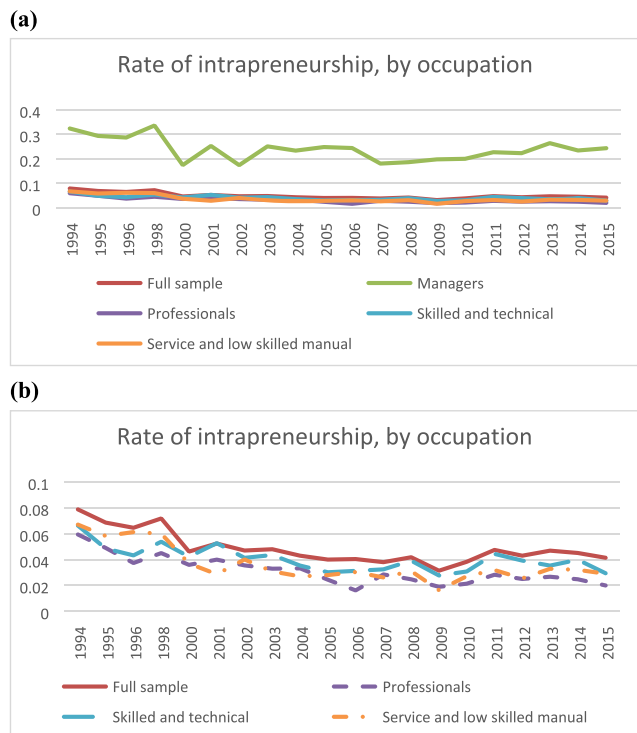 (a)
Rate of intrapreneurship, by occupation
0.4
0.3
0.2
0.1
0
1994 1995 1996 1998 2000 2001 2002 2003 2004 2005 2006 2007 2008 2009 2010 2011 2012 2013 2014 2015
Full sample Managers
Professionals Skilled and technical
Service and low skilled manual
(b)
Rate of intrapreneurship, by occupation
0.1
0.08
0.06
0.04
0.02
0
1994 1995 1996 1998 2000 2001 2002 2003 2004 2005 2006 2007 2008 2009 2010 2011 2012 2013 2014 2015
Full sample Professionals
Skilled and technical Service and low skilled manual